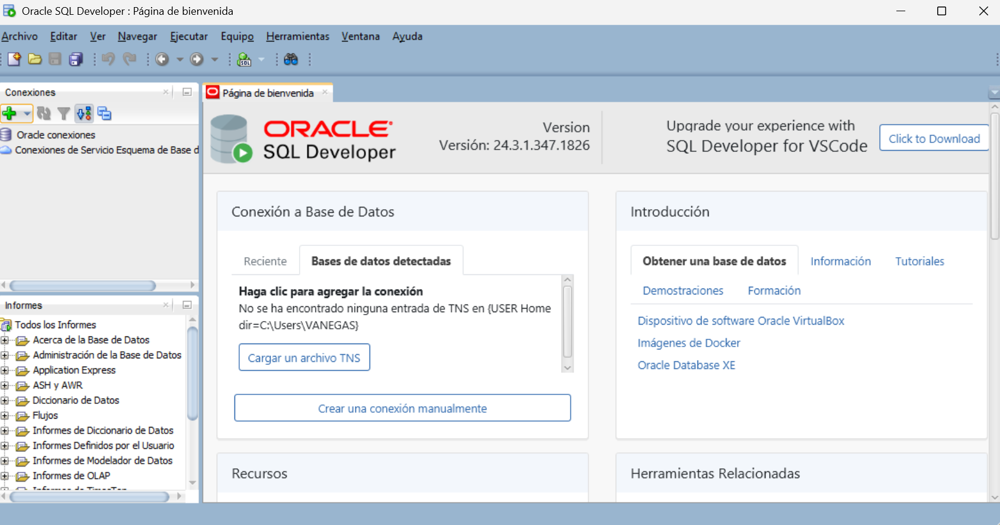 Oracle SQL Developer : Página de bienvenida
Archivo Editar Ver Navegar Ejecutar Equipo Herramientas Ventana Ayuda
SQL
Conexiones
Oracle conexiones
Conexiones de Servicio Esquema de Base d
Informes
Todos los Informes
Acerca de la Base de Datos
Administración de la Base de Datos
Application Express
ASH y AWR
Diccionario de Datos
Flujos
Informes de Diccionario de Datos
Informes Definidos por el Usuario
Informes de Modelador de Datos
Informes de OLAP
Página de bienvenida
ORACLE
SQL Developer
Version
Versión: 24.3.1.347.1826
Upgrade your experience with
SQL Developer for VSCode
Click to Download
Conexión a Base de Datos
Reciente Bases de datos detectadas
Haga clic para agregar la conexión
No se ha encontrado ninguna entrada de TNS en {USER Home
dir=C:\Users\VANEGAS}
Cargar un archivo TNS
Crear una conexión manualmente
Introducción
Obtener una base de datos Información Tutoriales
Demostraciones Formación
Dispositivo de software Oracle VirtualBox
Imágenes de Docker
Oracle Database XE
Recursos
Herramientas Relacionadas